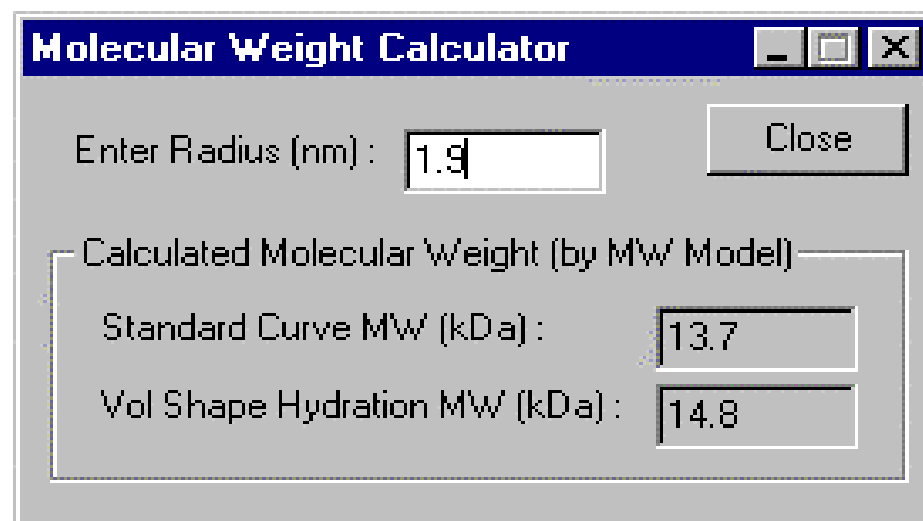 Molecular Weight Calculator
Enter Radius (nm) : 1.9 Close
Calculated Molecular Weight (by MW Model)
Standard Curve MW (kDa) : 13.7
Vol Shape Hydration MW (kDa) : 14.8